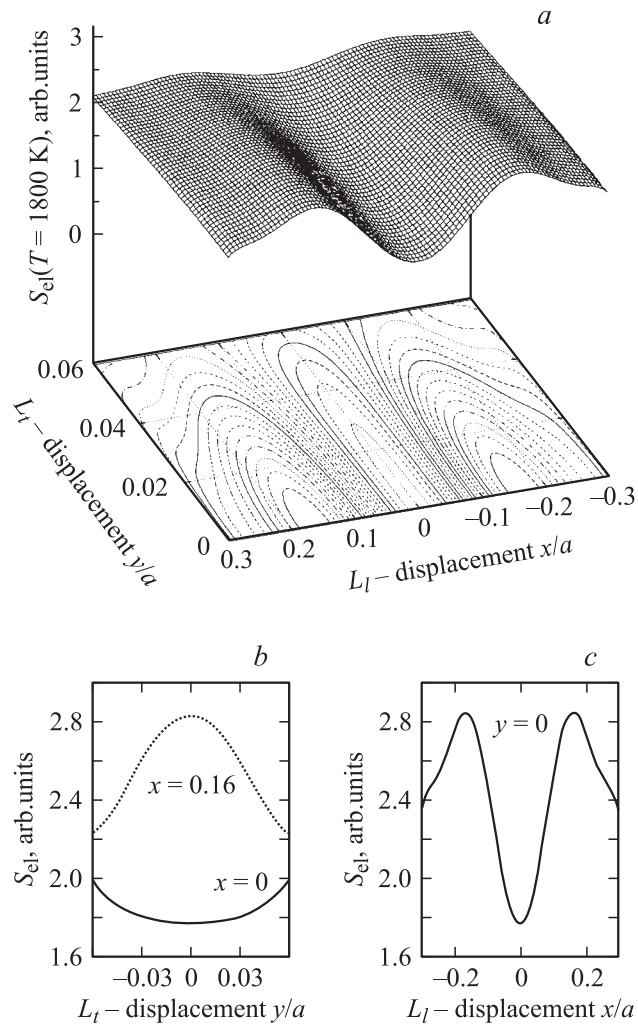 a
S_el(T = 1800 K), arb.units
3
2
1
0
0.06
0.04
0.02
0
L_t – displacement y/a
0.3
0.2
0.1
0
–0.1
–0.2
–0.3
L_l – displacement x/a
b
S_el, arb.units
2.8
2.4
2.0
1.6
x = 0.16
x = 0
–0.03 0 0.03
L_t – displacement y/a
c
S_el, arb.units
2.8
2.4
2.0
1.6
y = 0
–0.2 0 0.2
L_l – displacement x/a